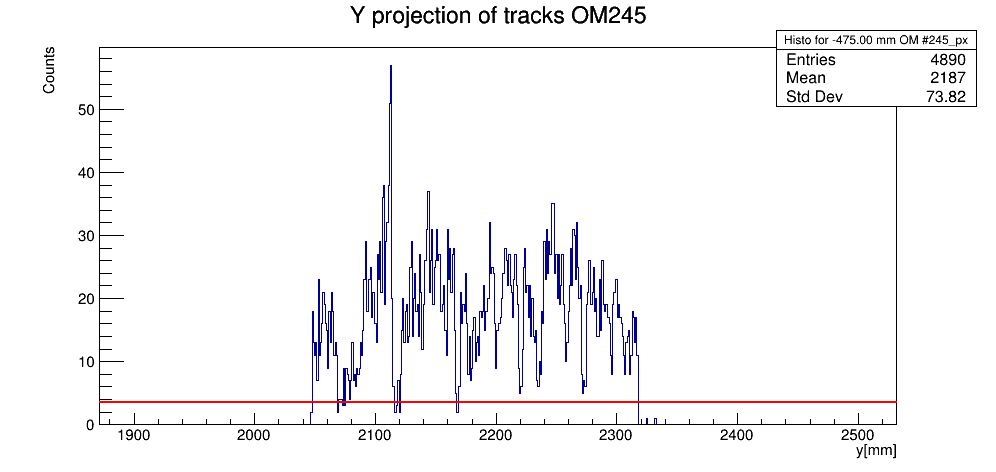 Y projection of tracks OM245
Histo for -475.00 mm OM #245_px
Entries 4890
Mean 2187
Std Dev 73.82
Counts
50
40
30
20
10
0
1900 2000 2100 2200 2300 2400 2500
y[mm]